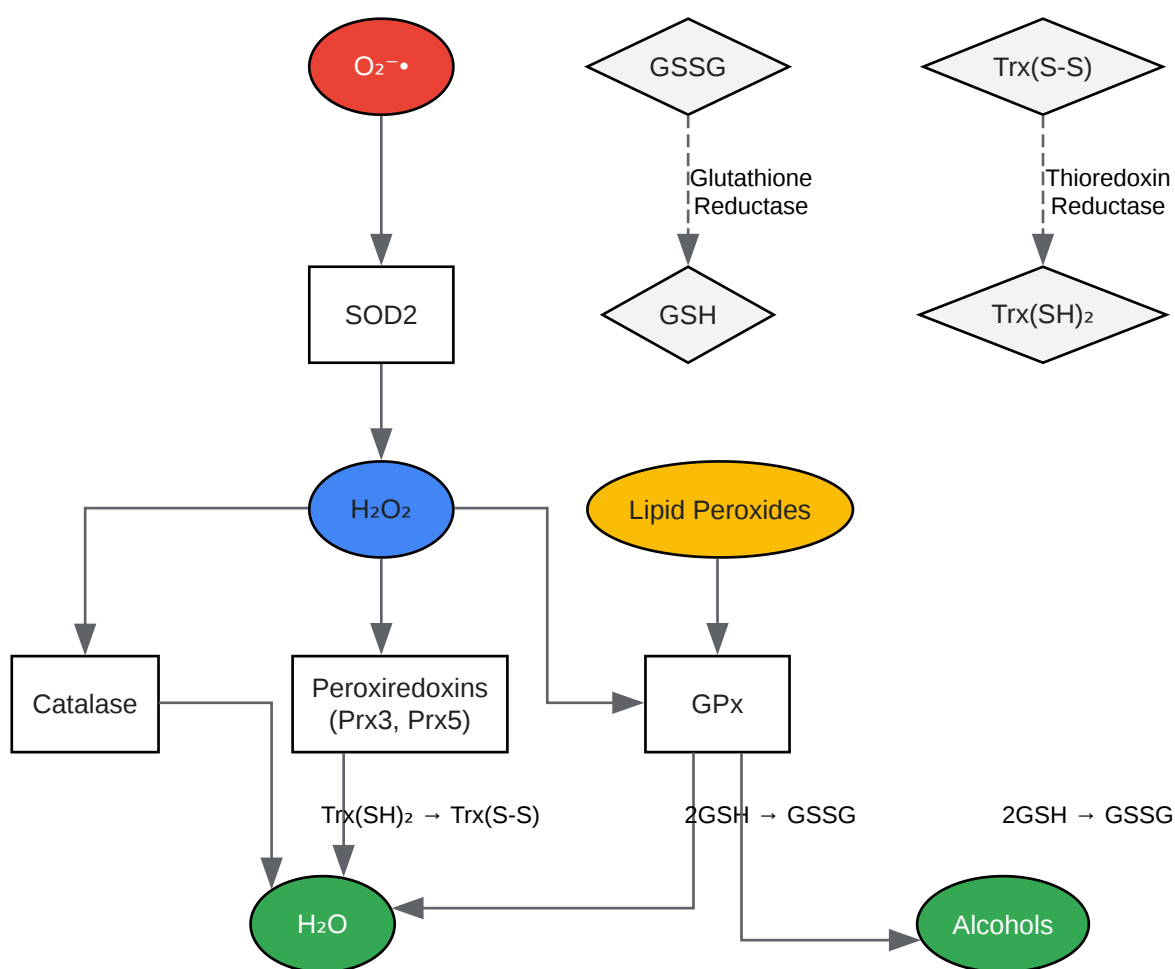 O₂⁻•
GSSG
Trx(S-S)
Glutathione
Reductase
Thioredoxin
Reductase
SOD2
GSH
Trx(SH)₂
H₂O₂
Lipid Peroxides
Catalase
Peroxiredoxins
(Prx3, Prx5)
GPx
Trx(SH)₂ → Trx(S-S)
2GSH → GSSG
2GSH → GSSG
H₂O
Alcohols